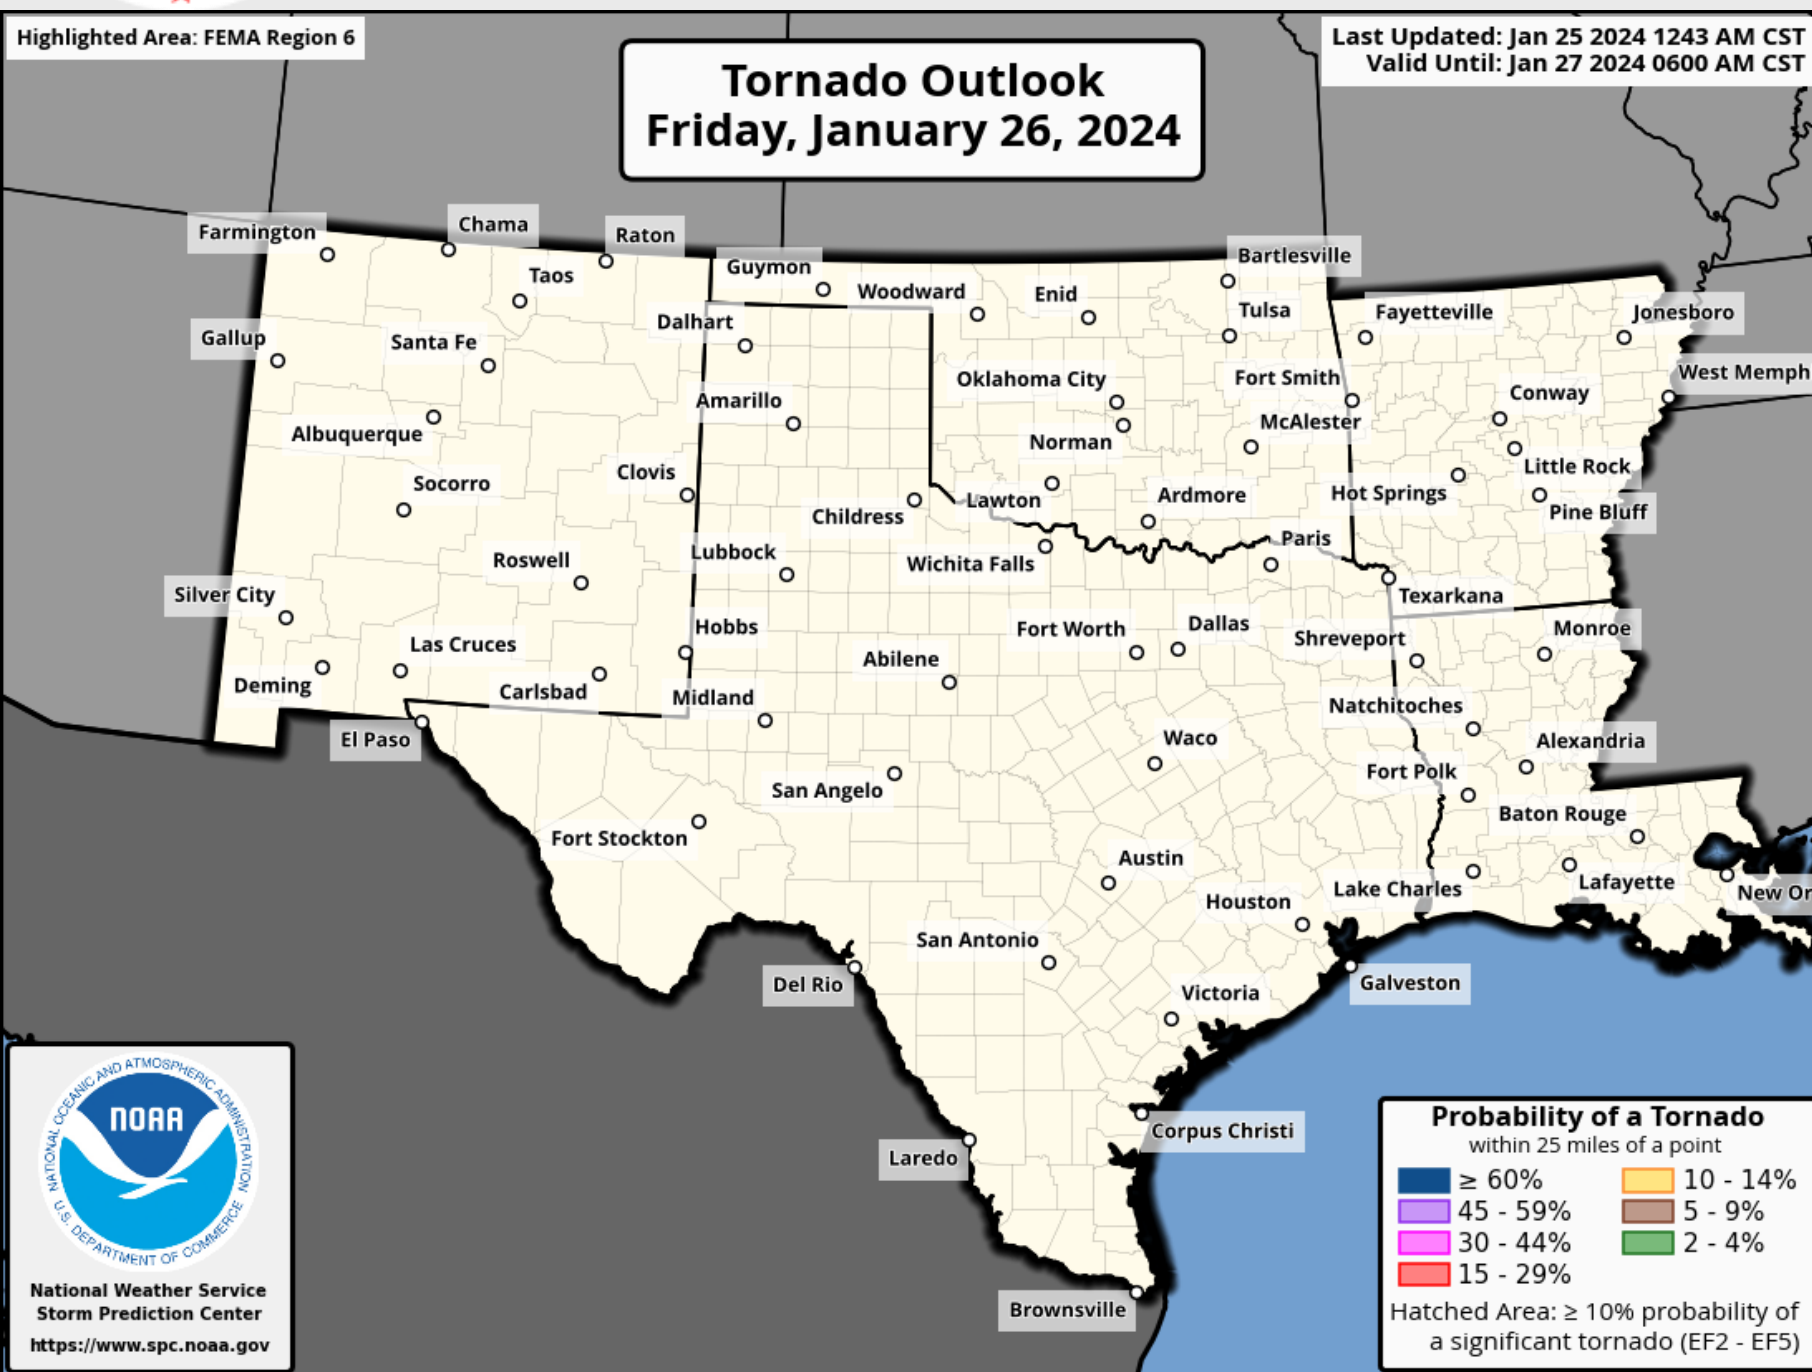 Highlighted Area: FEMA Region 6
Tornado Outlook
Friday, January 26, 2024
Last Updated: Jan 25 2024 1243 AM CST
Valid Until: Jan 27 2024 0600 AM CST
Farmington
Chama
Raton
Taos
Guymon
Woodward
Enid
Bartlesville
Tulsa
Fayetteville
Jonesboro
Gallup
Santa Fe
Dalhart
Oklahoma City
Fort Smith
West Memph
Conway
Amarillo
Albuquerque
Norman
McAlester
Little Rock
Clovis
Socorro
Childress
Lawton
Ardmore
Hot Springs
Pine Bluff
Paris
Roswell
Lubbock
Wichita Falls
Silver City
Texarkana
Hobbs
Las Cruces
Fort Worth
Dallas
Shreveport
Monroe
Abilene
Deming
Carlsbad
Midland
Natchitoches
El Paso
Waco
Alexandria
Fort Polk
San Angelo
Baton Rouge
Fort Stockton
Austin
Houston
Lake Charles
Lafayette
New Or
San Antonio
Del Rio
Victoria
Galveston
Corpus Christi
Laredo
Brownsville
NATIONAL OCEANIC AND ATMOSPHERIC ADMINISTRATION
NOAA
U.S. DEPARTMENT OF COMMERCE
National Weather Service
Storm Prediction Center
https://www.spc.noaa.gov
Probability of a Tornado
within 25 miles of a point
≥ 60%
45 - 59%
30 - 44%
15 - 29%
10 - 14%
5 - 9%
2 - 4%
Hatched Area: ≥ 10% probability of
a significant tornado (EF2 - EF5)